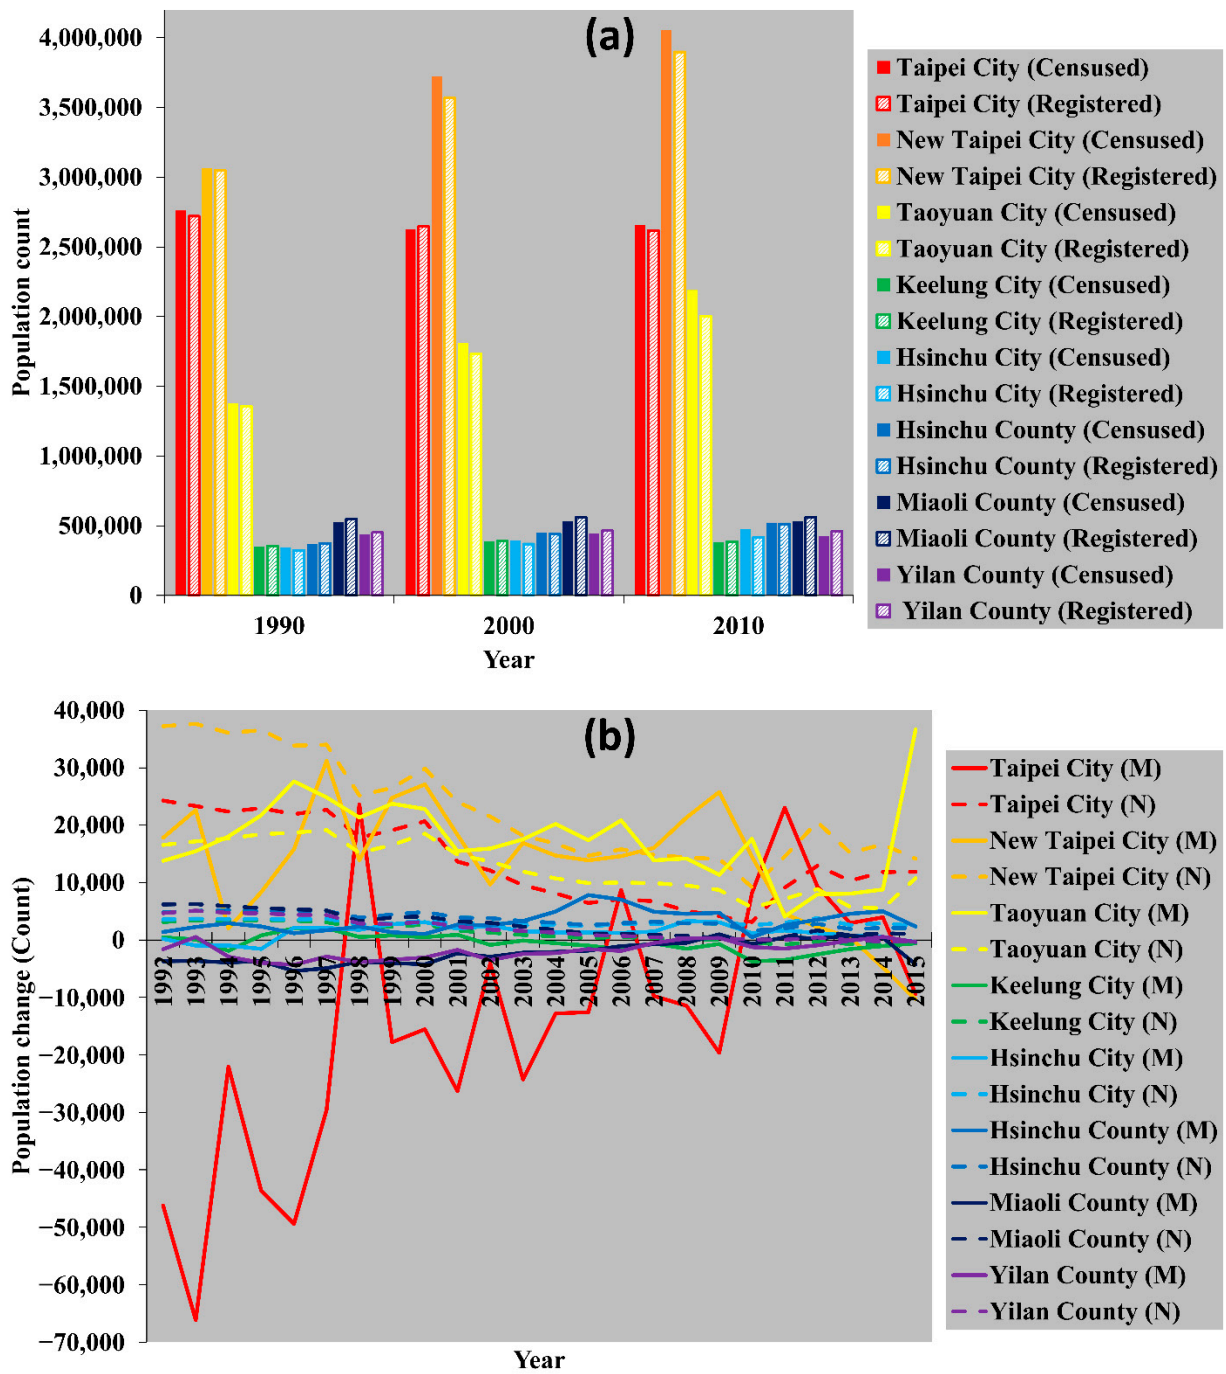 (a)
4,000,000
3,500,000
3,000,000
2,500,000
2,000,000
1,500,000
1,000,000
500,000
0
Population count
1990 2000 2010
Year
Taipei City (Censused)
Taipei City (Registered)
New Taipei City (Censused)
New Taipei City (Registered)
Taoyuan City (Censused)
Taoyuan City (Registered)
Keelung City (Censused)
Keelung City (Registered)
Hsinchu City (Censused)
Hsinchu City (Registered)
Hsinchu County (Censused)
Hsinchu County (Registered)
Miaoli County (Censused)
Miaoli County (Registered)
Yilan County (Censused)
Yilan County (Registered)
(b)
40,000
30,000
20,000
10,000
0
−10,000
−20,000
−30,000
−40,000
−50,000
−60,000
−70,000
Population change (Count)
1992 1993 1994 1995 1996 1997 1998 1999 2000 2001 2002 2003 2004 2005 2006 2007 2008 2009 2010 2011 2012 2013 2014 2015
Year
Taipei City (M)
Taipei City (N)
New Taipei City (M)
New Taipei City (N)
Taoyuan City (M)
Taoyuan City (N)
Keelung City (M)
Keelung City (N)
Hsinchu City (M)
Hsinchu City (N)
Hsinchu County (M)
Hsinchu County (N)
Miaoli County (M)
Miaoli County (N)
Yilan County (M)
Yilan County (N)